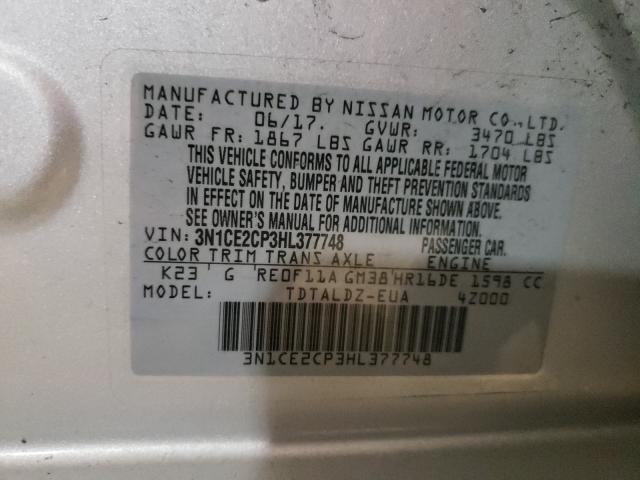 MANUFACTURED BY NISSAN MOTOR CO., LTD.
DATE: 06/17. GVWR: 3470 LBS
GAWR FR: 1867 LBS GAWR RR: 1704 LBS
THIS VEHICLE CONFORMS TO ALL APPLICABLE FEDERAL MOTOR
VEHICLE SAFETY, BUMPER AND THEFT PREVENTION STANDARDS
IN EFFECT ON THE DATE OF MANUFACTURE SHOWN ABOVE.
SEE OWNER'S MANUAL FOR ADDITIONAL INFORMATION.
VIN: 3N1CE2CP3HL377748 PASSENGER CAR.
COLOR TRIM TRANS AXLE ENGINE
K23 G RE0F11A GM38 HR16DE 1598 CC
MODEL: TDTALDZ-EUA 4Z000
3N1CE2CP3HL377748